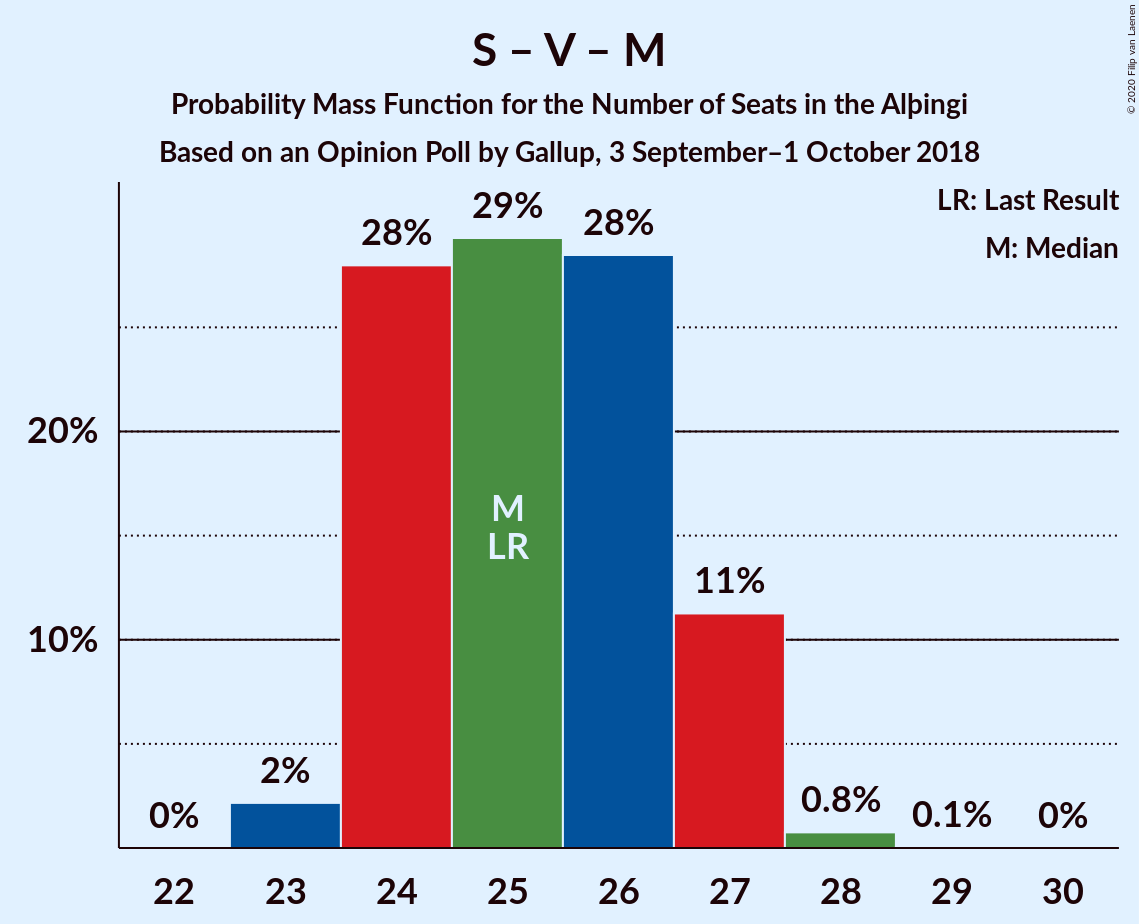 S – V – M
Probability Mass Function for the Number of Seats in the Alþingi
Based on an Opinion Poll by Gallup, 3 September–1 October 2018
© 2020 Filip van Laenen
LR: Last Result
M: Median
29%
28%
28%
20%
M
LR
11%
10%
2%
0%
0.8%
0.1%
0%
22 23 24 25 26 27 28 29 30